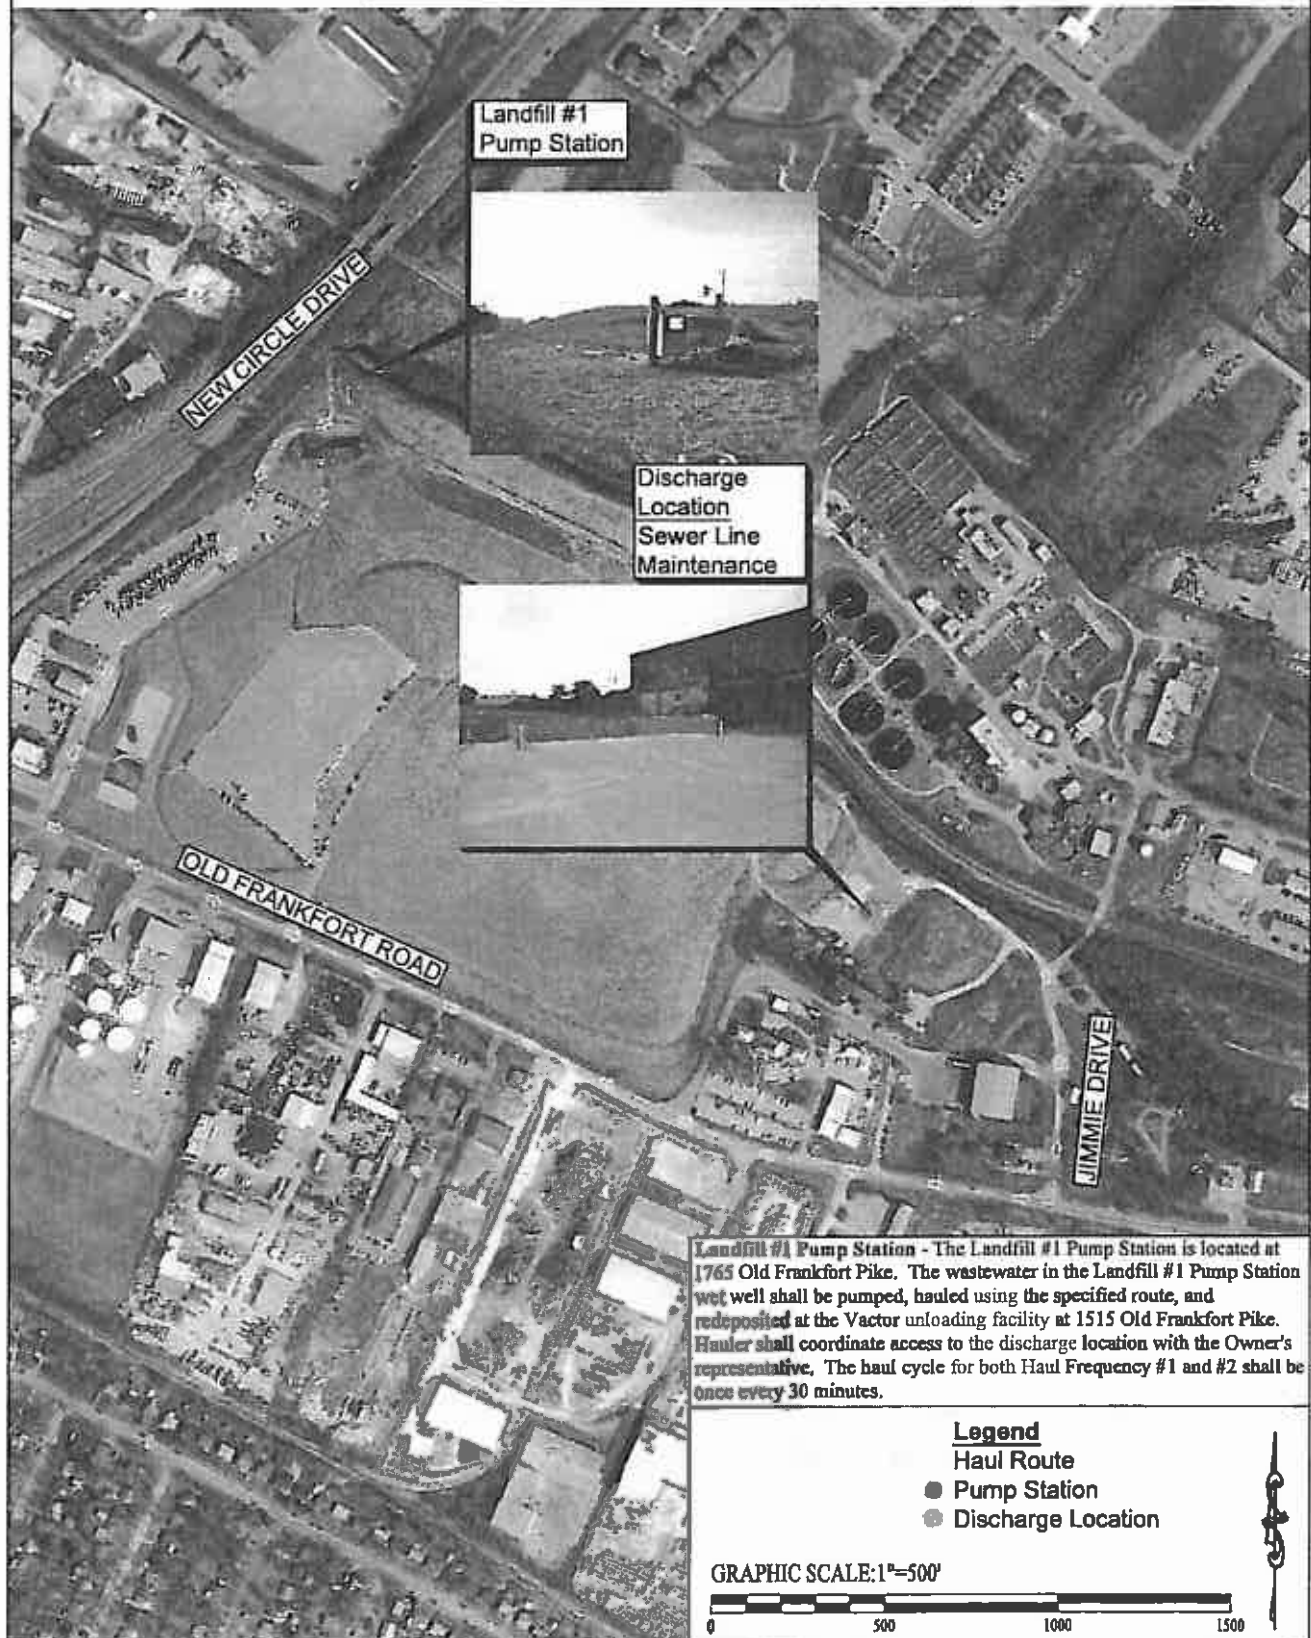 Landfill #1
Pump Station
NEW CIRCLE DRIVE
Discharge
Location
Sewer Line
Maintenance
OLD FRANKFORT ROAD
JIMMIE DRIVE
Landfill #1 Pump Station - The Landfill #1 Pump Station is located at
1765 Old Frankfort Pike. The wastewater in the Landfill #1 Pump Station
wet well shall be pumped, hauled using the specified route, and
redeposited at the Vactor unloading facility at 1515 Old Frankfort Pike.
Hauler shall coordinate access to the discharge location with the Owner's
representative. The haul cycle for both Haul Frequency #1 and #2 shall be
once every 30 minutes.
Legend
Haul Route
Pump Station
Discharge Location
GRAPHIC SCALE:1"=500'
0 500 1000 1500